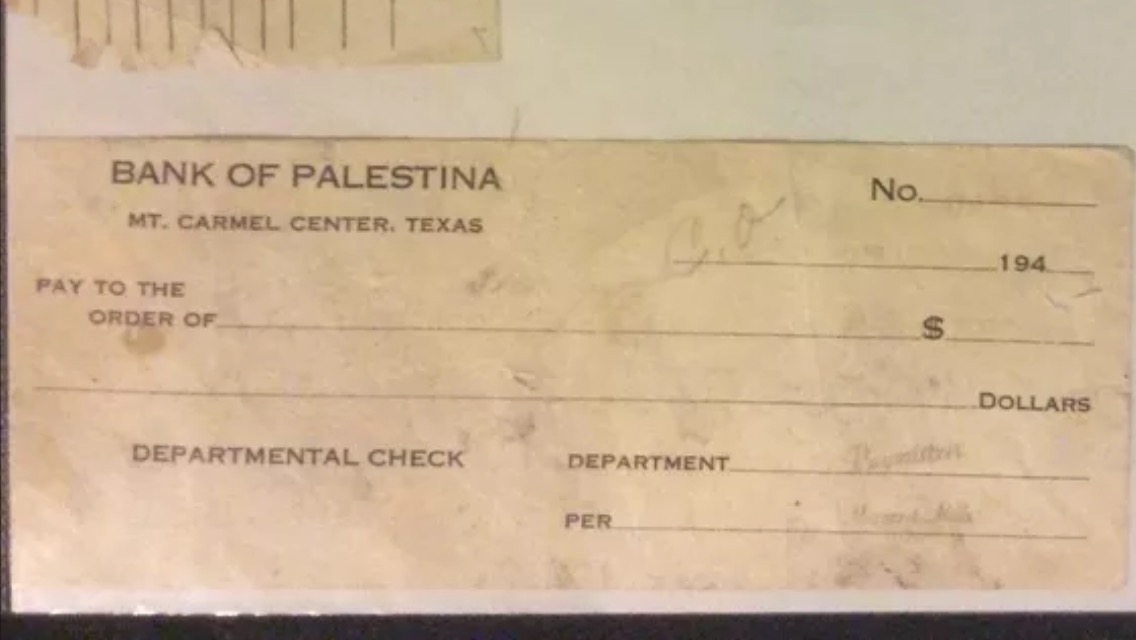 BANK OF PALESTINA
MT. CARMEL CENTER, TEXAS
No.
C.O
194
PAY TO THE
ORDER OF
$
DOLLARS
DEPARTMENTAL CHECK
DEPARTMENT
PER